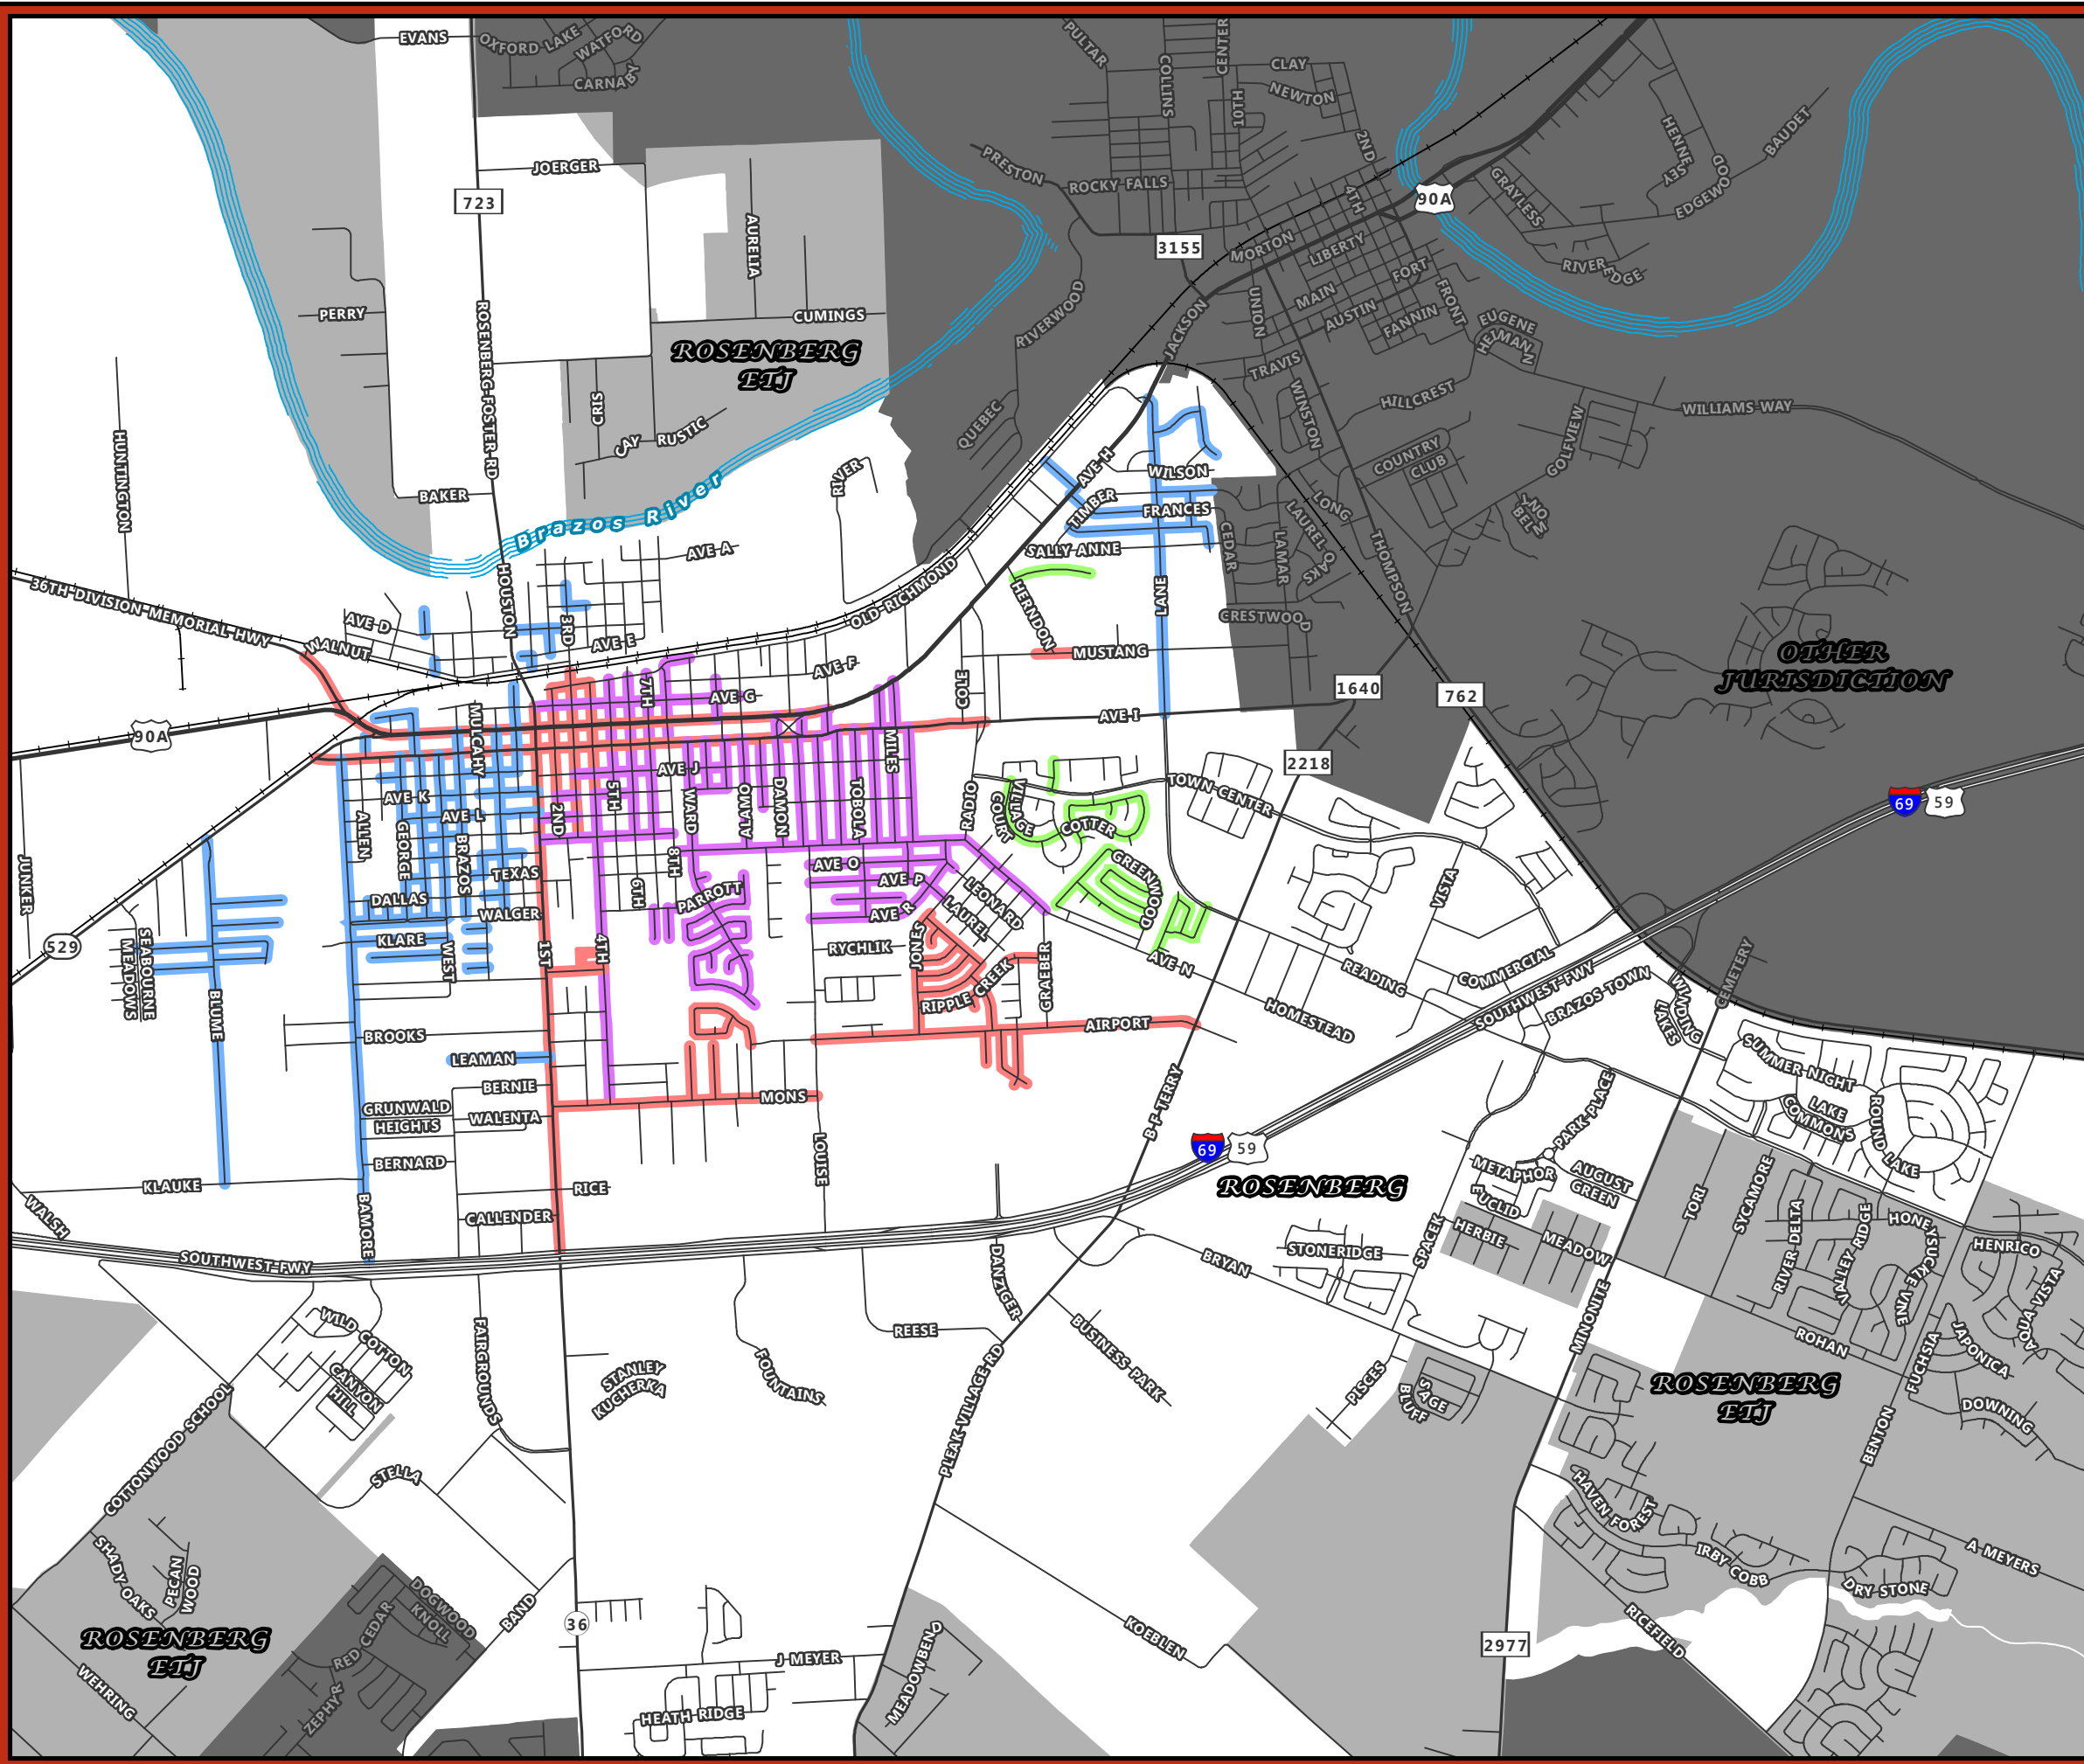 EVANS
OXFORD LAKE
WATFORD
CARNABY
PULTAR
COLLINS
CENTER
CLAY
10TH
NEWTON
2ND
HENNESSEY
BAUDET
EDGEWOOD
JOERGER
723
PRESTON
ROCKY FALLS
4TH
90A
GRAYLESS
AURELIA
3155
MORTON
LIBERTY
FORT
RIVER EDGE
PERRY
CUMINGS
RIVERWOOD
UNION
MAIN
AUSTIN
FANNIN
FRONT
EUGENE
HEIMANN
ROSENBERG-FOSTER RD
ROSENBERG
ETJ
JACKSON
TRAVIS
HUNTINGTON
CRIS
CAY
RUSTIC
QUEBEC
WINSTON
HILLCREST
GOLFVIEW
WILLIAMS WAY
COUNTRY
CLUB
BAKER
RIVER
AVE H
WILSON
TIMBER
FRANCES
LONG
BELMONT
Brazos River
AVE A
SALLY ANNE
CEDAR
LAMAR
LAUREL OAKS
THOMPSON
36TH-DIVISION-MEMORIAL HWY
HOUSTON
OLD-RICHMOND
HERNDON
LANE
CRESTWOOD
AVE D
WALNUT
3RD
AVE E
AVE F
MUSTANG
OTHER
JURISDICTION
7TH
AVE G
COLE
1640
762
90A
MULCAHY
AVE I
MILES
2218
AVE J
TOWN CENTER
69
59
AVE K
AVE L
5TH
2ND
WARD
DAMON
TOBOLA
RADIO
VILLAGE
COURT
COTTER
ALLEN
GEORGE
BRAZOS
TEXAS
8TH
AVE O
GREENWOOD
JUNKER
6TH
PARROTT
AVE P
LEONARD
VISTA
DALLAS
WALGER
AVE R
LAUREL
529
SEABOURNE
MEADOWS
KLARE
WEST
1ST
4TH
RYCHLIK
JONES
RIPPLE CREEK
GRAEBER
AVE N
READING
COMMERCIAL
SOUTHWEST-FWY
BRAZOS TOWN
CEMETERY
WINDING
LAKES
BLUME
BROOKS
AIRPORT
HOMESTEAD
LEAMAN
BERNIE
MONS
B-F-TERRY
PARK-PLACE
SUMMER-NIGHT
GRUNWALD
HEIGHTS
WALENTA
LAKE
COMMONS
ROUND
LAKE
BERNARD
LOUISE
69
59
METAPHOR
AUGUST
GREEN
KLAUKE
RICE
ROSENBERG
EUCLID
TORI
SYCAMORE
WALSH
BAMORE
CALLENDER
SPACEK
HERBIE
MEADOW
RIVER DELTA
VALLEY RIDGE
HONEYSUCKLE VINE
HENRICO
SOUTHWEST-FWY
STONERIDGE
BRYAN
DANZIGER
MINONITE
AQUA VISTA
WILD COTTON
FAIRGROUNDS
REESE
BUSINESS PARK
ROHAN
FUCHSIA
JAPONICA
CANYON
HILL
STANLEY
KUCHERKA
FOUNTAINS
PISCES
SAGE
BLUFF
ROSENBERG
ETJ
COTTONWOOD SCHOOL
PLEAK-VILLAGE-RD
BENTON
DOWNING
STELLA
HAVEN FOREST
A MEYERS
SHADY OAKS
PECAN
WOOD
IRBY COBB
DRY STONE
DOGWOOD
KNOLL
BAND
RED CEDAR
36
KOEBLEN
RICEFIELD
ROSENBERG
ETJ
J MEYER
MEADOWBEND
2977
WEHRING
ZEPHYR
HEATH RIDGE